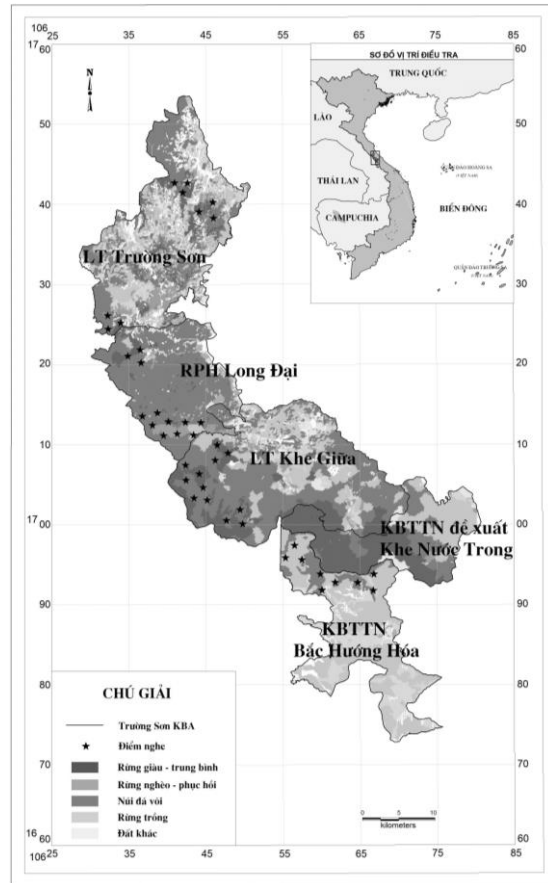 106
25 35 45 55 65 75 85
17
60 60
50 50
40 40
30 30
20 20
10 10
17
00 00
90 90
80 80
70 70
16
60 60
106
25 35 45 55 65 75 85
N
SƠ ĐỒ VỊ TRÍ ĐIỀU TRA
TRUNG QUỐC
LÀO
THÁI LAN
CAMPUCHIA
BIỂN ĐÔNG
LT Trường Sơn
RPH Long Đại
LT Khe Giữa
KBTTN đề xuất
Khe Nước Trong
KBTTN
Bắc Hướng Hóa
CHÚ GIẢI
Trường Sơn KBA
Điểm nghe
Rừng giàu - trung bình
Rừng nghèo - phục hồi
Núi đá vôi
Rừng trồng
Đất khác
0 5 10
kilometers